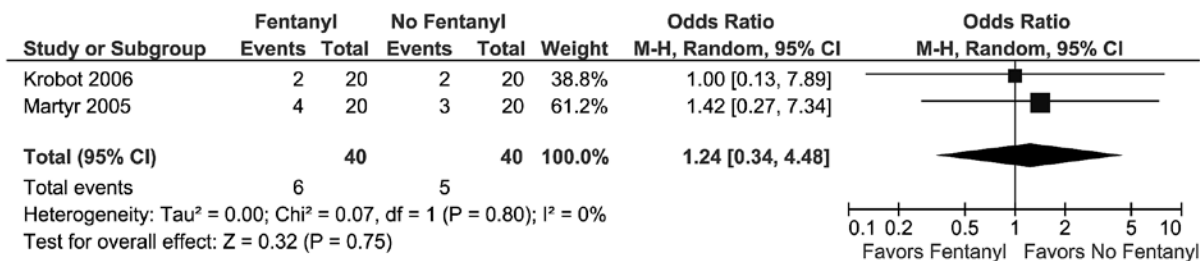 Fentanyl No Fentanyl Odds Ratio Odds Ratio
Study or Subgroup Events Total Events Total Weight M-H, Random, 95% CI M-H, Random, 95% CI
Krobot 2006 2 20 2 20 38.8% 1.00 [0.13, 7.89]
Martyr 2005 4 20 3 20 61.2% 1.42 [0.27, 7.34]
Total (95% CI) 40 40 100.0% 1.24 [0.34, 4.48]
Total events 6 5
Heterogeneity: Tau² = 0.00; Chi² = 0.07, df = 1 (P = 0.80); I² = 0%
Test for overall effect: Z = 0.32 (P = 0.75)
0.1 0.2 0.5 1 2 5 10
Favors Fentanyl Favors No Fentanyl